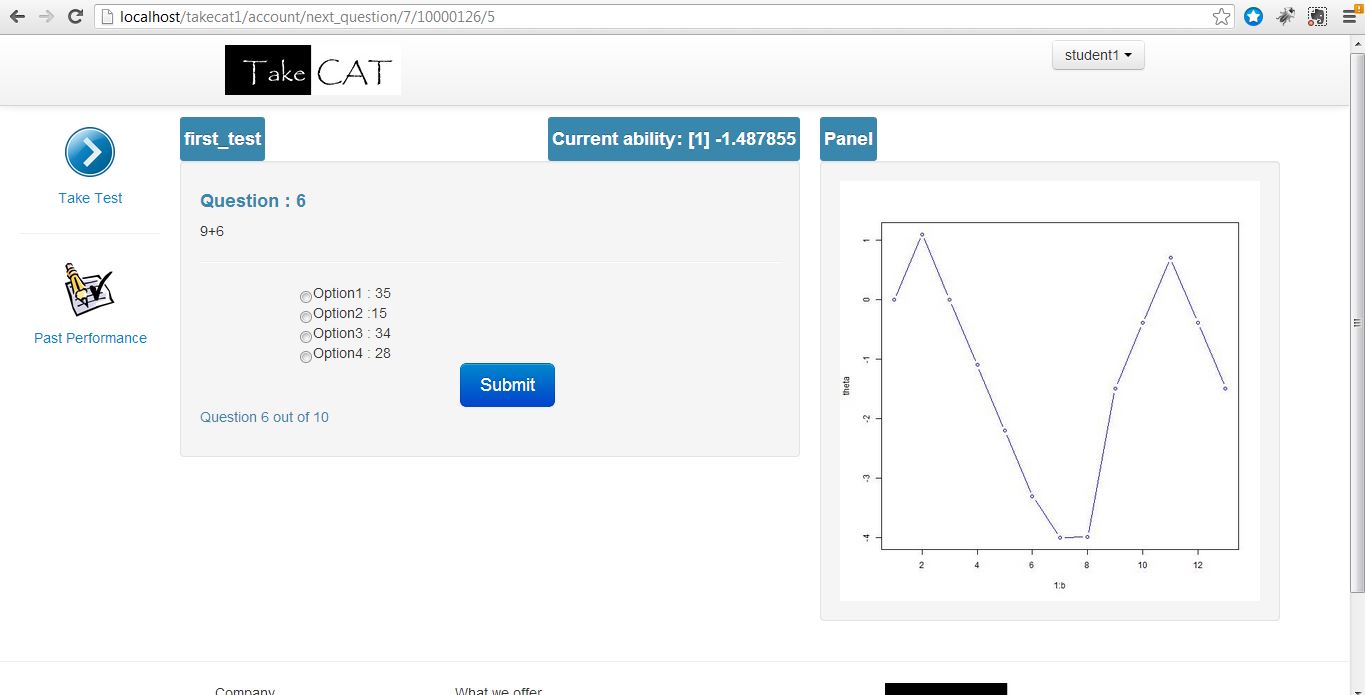 localhost/takecat1/account/next_question/7/10000126/5
Take CAT
student1
first_test
Current ability: [1] -1.487855
Panel
Take Test
Past Performance
Question : 6
9+6
Option1 : 35
Option2 :15
Option3 : 34
Option4 : 28
Submit
Question 6 out of 10
theta
1
0
-1
-2
-3
-4
2 4 6 8 10 12
1:b
Company
What we offer